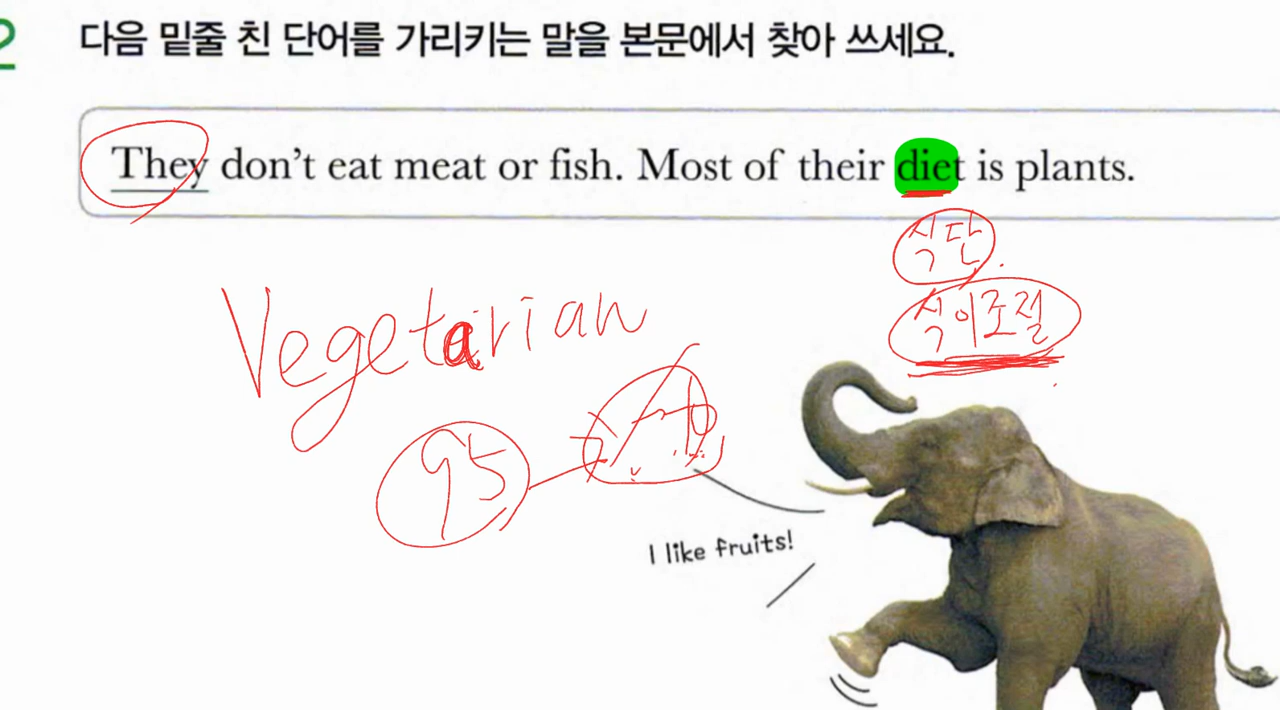 2 다음 밑줄 친 단어를 가리키는 말을 본문에서 찾아 쓰세요.
They don't eat meat or fish. Most of their diet is plants.
식단.
식이조절
Vegetarian
95
I like fruits!